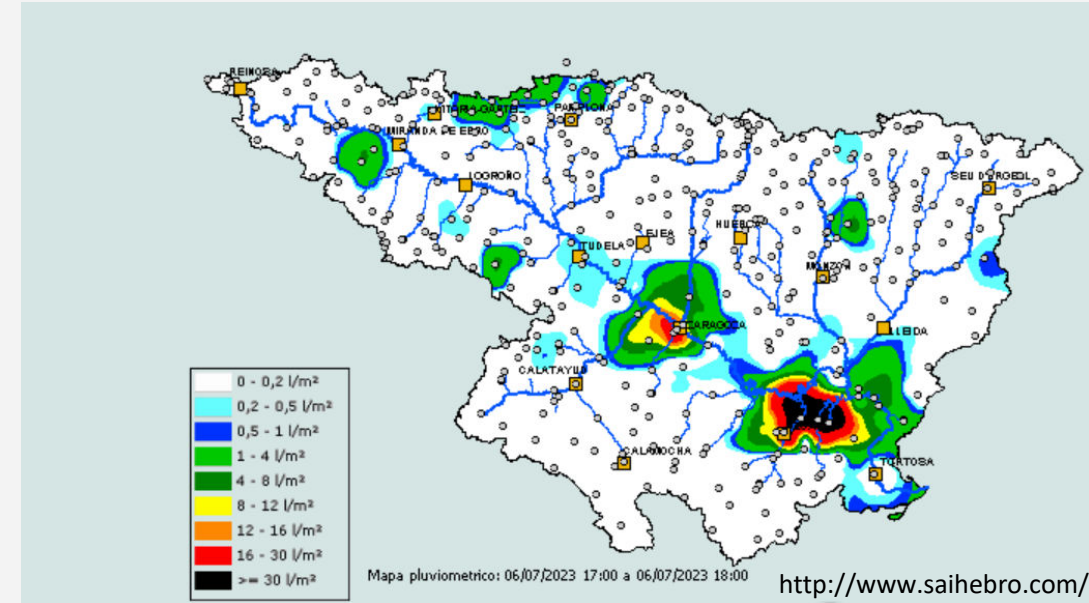 REINOSA
VITORIA-GASTEI
PAMPLONA
MIRANDA DE EBRO
LOGROÑO
SEU D'URGEL
HUESCA
EJEA
TUDELA
MONZON
ZARAGOZA
LLEIDA
CALATAYUD
CALAMOCHA
TORTOSA
0 - 0,2 l/m²
0,2 - 0,5 l/m²
0,5 - 1 l/m²
1 - 4 l/m²
4 - 8 l/m²
8 - 12 l/m²
12 - 16 l/m²
16 - 30 l/m²
>= 30 l/m²
Mapa pluviometrico: 06/07/2023 17:00 a 06/07/2023 18:00
http://www.saihebro.com/